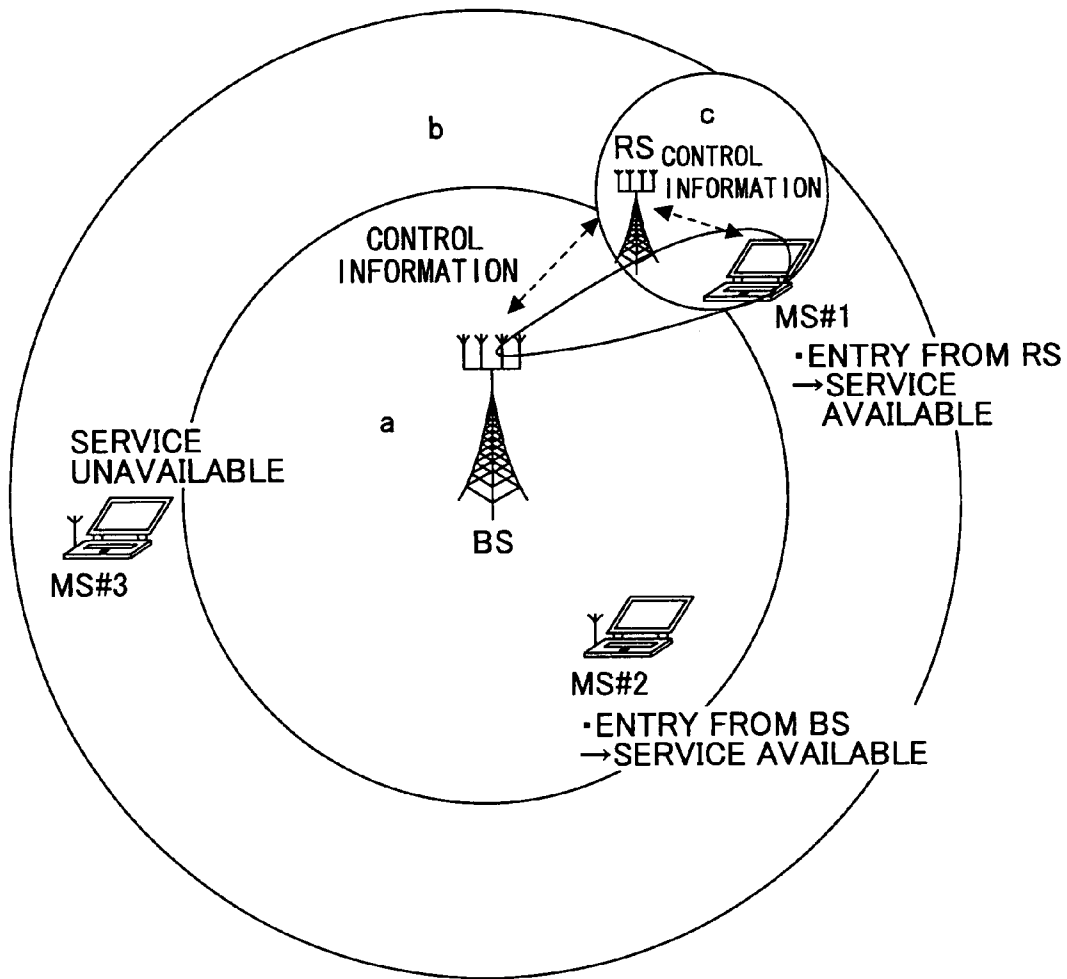 b
c
RS
CONTROL
INFORMATION
CONTROL
INFORMATION
MS#1
・ENTRY FROM RS
→SERVICE
AVAILABLE
a
SERVICE
UNAVAILABLE
BS
MS#3
MS#2
・ENTRY FROM BS
→SERVICE AVAILABLE